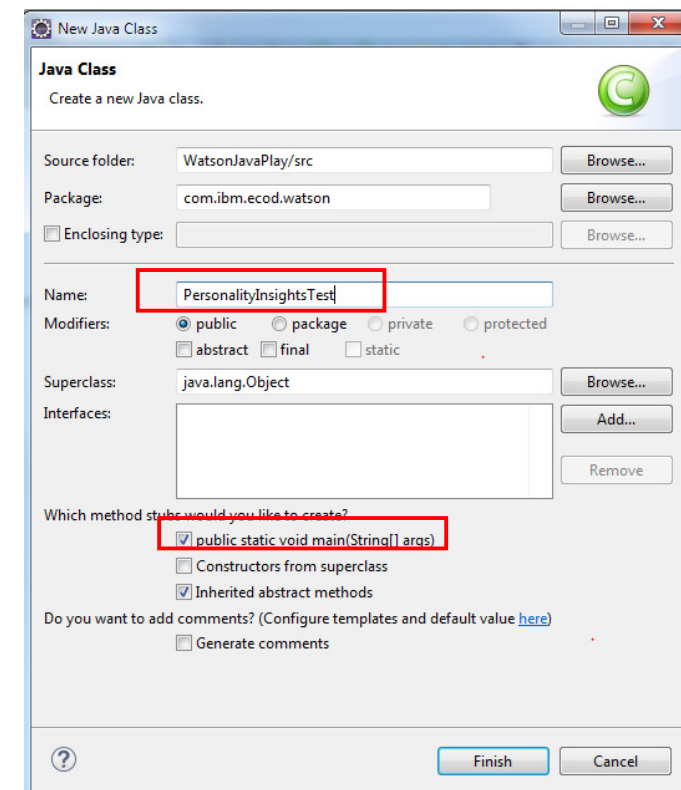 New Java Class
Java Class
Create a new Java class.
C
Source folder: WatsonJavaPlay/src Browse...
Package: com.ibm.ecod.watson Browse...
Enclosing type: Browse...
Name: PersonalityInsightsTest
Modifiers: public package private protected
abstract final static
Superclass: java.lang.Object Browse...
Interfaces: Add...
Remove
Which method stubs would you like to create?
public static void main(String[] args)
Constructors from superclass
Inherited abstract methods
Do you want to add comments? (Configure templates and default value here)
Generate comments
? Finish Cancel